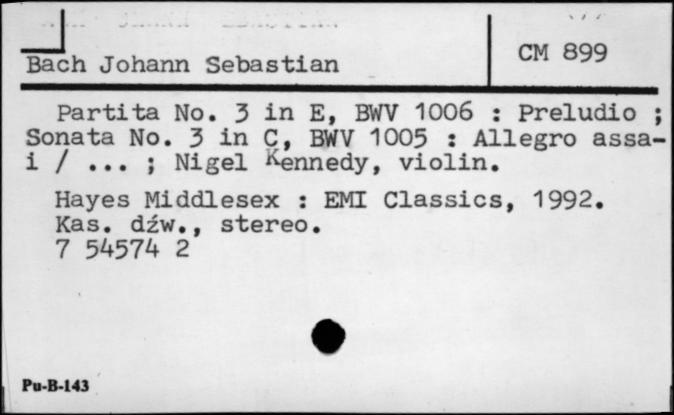 CM 899
Bach Johann Sebastian
Partita No. 3 in E, BWV 1006 : Preludio ;
Sonata No. 3 in C, BWV 1005 : Allegro assa-
i / ... ; Nigel Kennedy, violin.
Hayes Middlesex : EMI Classics, 1992.
Kas. dźw., stereo.
7 54574 2
Pu-B-143